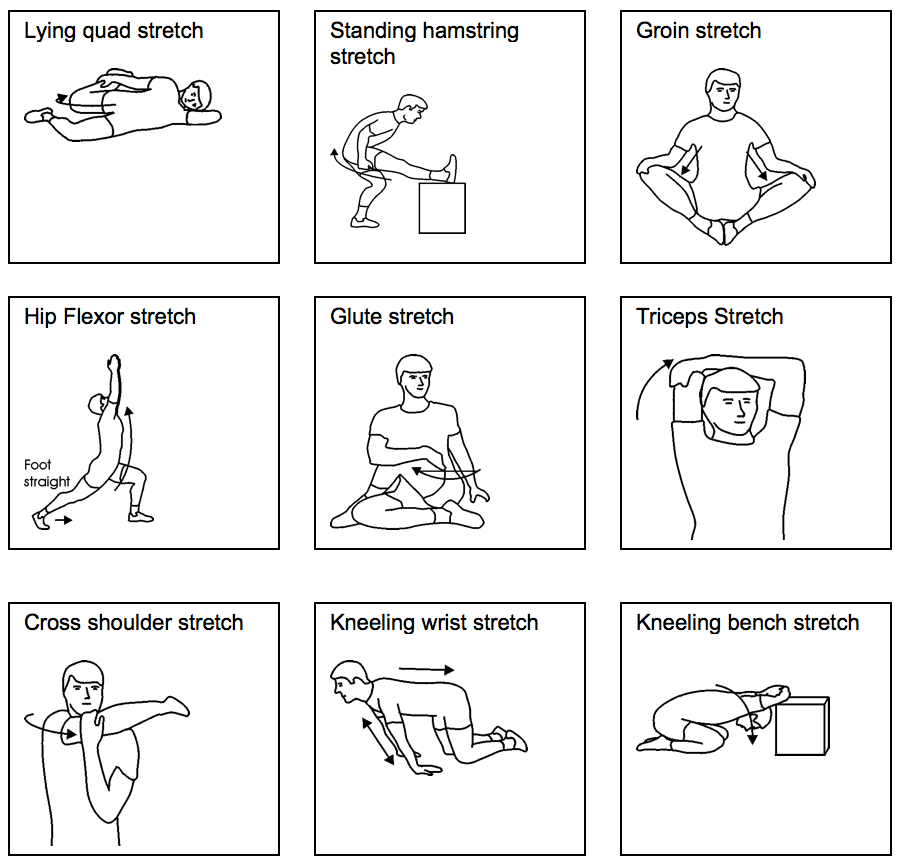 Lying quad stretch
Standing hamstring
stretch
Groin stretch
Hip Flexor stretch
Foot
straight
Glute stretch
Triceps Stretch
Cross shoulder stretch
Kneeling wrist stretch
Kneeling bench stretch